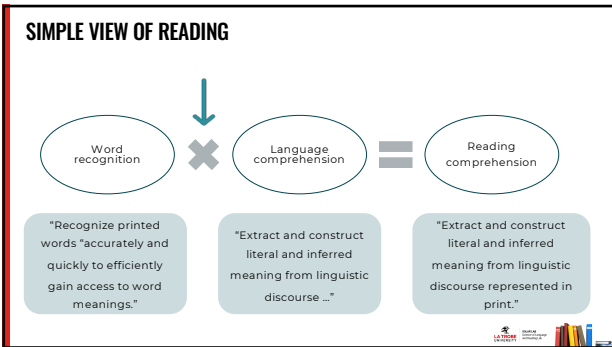 SIMPLE VIEW OF READING
Word
recognition
Language
comprehension
Reading
comprehension
“Recognize printed
words “accurately and
quickly to efficiently
gain access to word
meanings.”
“Extract and construct
literal and inferred
meaning from linguistic
discourse …”
“Extract and construct
literal and inferred
meaning from linguistic
discourse represented in
print.”
LA TROBE
UNIVERSITY
SOLAR LAB